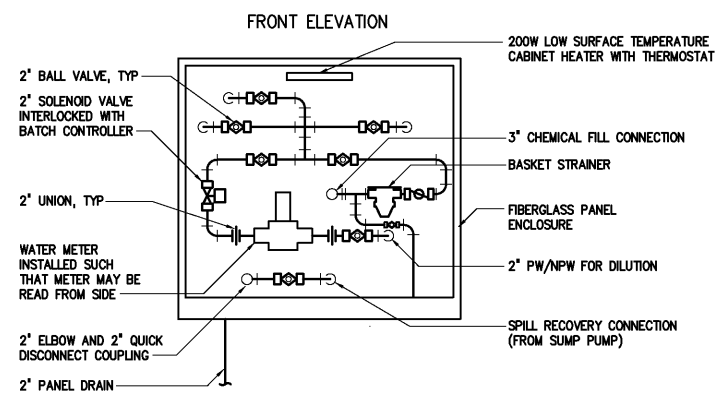 FRONT ELEVATION
2" BALL VALVE, TYP
2" SOLENOID VALVE
INTERLOCKED WITH
BATCH CONTROLLER
2" UNION, TYP
WATER METER
INSTALLED SUCH
THAT METER MAY BE
READ FROM SIDE
2" ELBOW AND 2" QUICK
DISCONNECT COUPLING
2" PANEL DRAIN
200W LOW SURFACE TEMPERATURE
CABINET HEATER WITH THERMOSTAT
3" CHEMICAL FILL CONNECTION
BASKET STRAINER
FIBERGLASS PANEL
ENCLOSURE
2" PW/NPW FOR DILUTION
SPILL RECOVERY CONNECTION
(FROM SUMP PUMP)